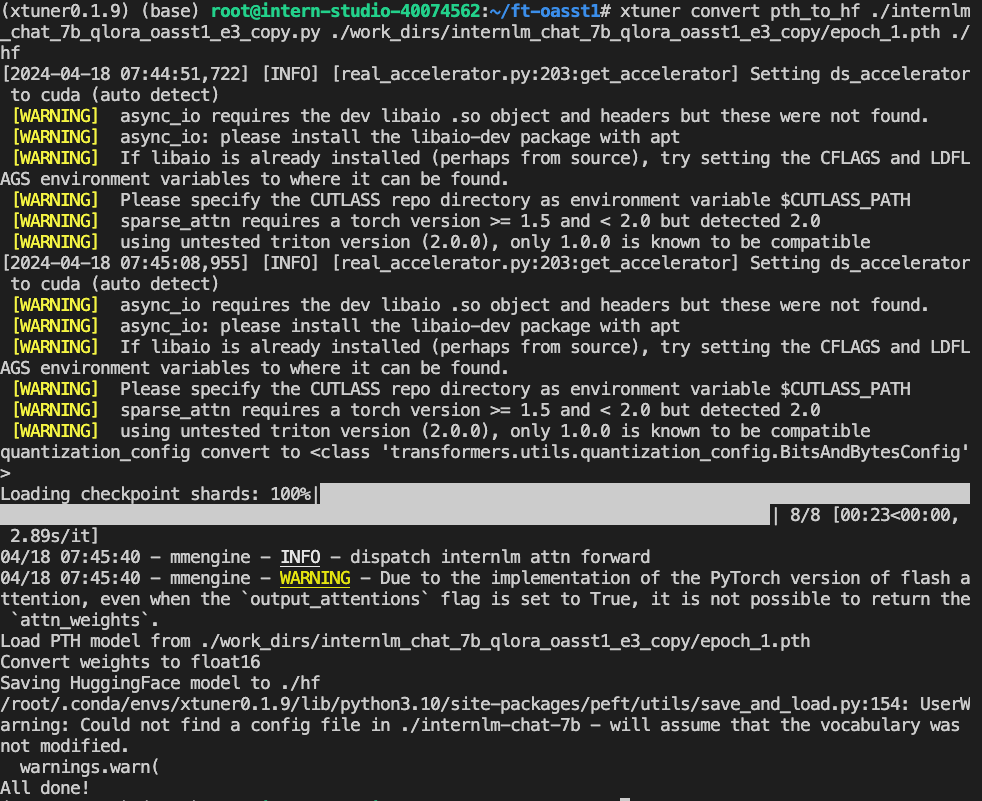 (xtuner0.1.9) (base) root@intern-studio-40074562:~/ft-oasst1# xtuner convert pth_to_hf ./internlm
_chat_7b_qlora_oasst1_e3_copy.py ./work_dirs/internlm_chat_7b_qlora_oasst1_e3_copy/epoch_1.pth ./
hf
[2024-04-18 07:44:51,722] [INFO] [real_accelerator.py:203:get_accelerator] Setting ds_accelerator
 to cuda (auto detect)
 [WARNING]  async_io requires the dev libaio .so object and headers but these were not found.
 [WARNING]  async_io: please install the libaio-dev package with apt
 [WARNING]  If libaio is already installed (perhaps from source), try setting the CFLAGS and LDFL
AGS environment variables to where it can be found.
 [WARNING]  Please specify the CUTLASS repo directory as environment variable $CUTLASS_PATH
 [WARNING]  sparse_attn requires a torch version >= 1.5 and < 2.0 but detected 2.0
 [WARNING]  using untested triton version (2.0.0), only 1.0.0 is known to be compatible
[2024-04-18 07:45:08,955] [INFO] [real_accelerator.py:203:get_accelerator] Setting ds_accelerator
 to cuda (auto detect)
 [WARNING]  async_io requires the dev libaio .so object and headers but these were not found.
 [WARNING]  async_io: please install the libaio-dev package with apt
 [WARNING]  If libaio is already installed (perhaps from source), try setting the CFLAGS and LDFL
AGS environment variables to where it can be found.
 [WARNING]  Please specify the CUTLASS repo directory as environment variable $CUTLASS_PATH
 [WARNING]  sparse_attn requires a torch version >= 1.5 and < 2.0 but detected 2.0
 [WARNING]  using untested triton version (2.0.0), only 1.0.0 is known to be compatible
quantization_config convert to <class 'transformers.utils.quantization_config.BitsAndBytesConfig'
>
Loading checkpoint shards: 100%|
| 8/8 [00:23<00:00,
 2.89s/it]
04/18 07:45:40 - mmengine - INFO - dispatch internlm attn forward
04/18 07:45:40 - mmengine - WARNING - Due to the implementation of the PyTorch version of flash a
ttention, even when the `output_attentions` flag is set to True, it is not possible to return the
 `attn_weights`.
Load PTH model from ./work_dirs/internlm_chat_7b_qlora_oasst1_e3_copy/epoch_1.pth
Convert weights to float16
Saving HuggingFace model to ./hf
/root/.conda/envs/xtuner0.1.9/lib/python3.10/site-packages/peft/utils/save_and_load.py:154: UserW
arning: Could not find a config file in ./internlm-chat-7b - will assume that the vocabulary was
not modified.
  warnings.warn(
All done!